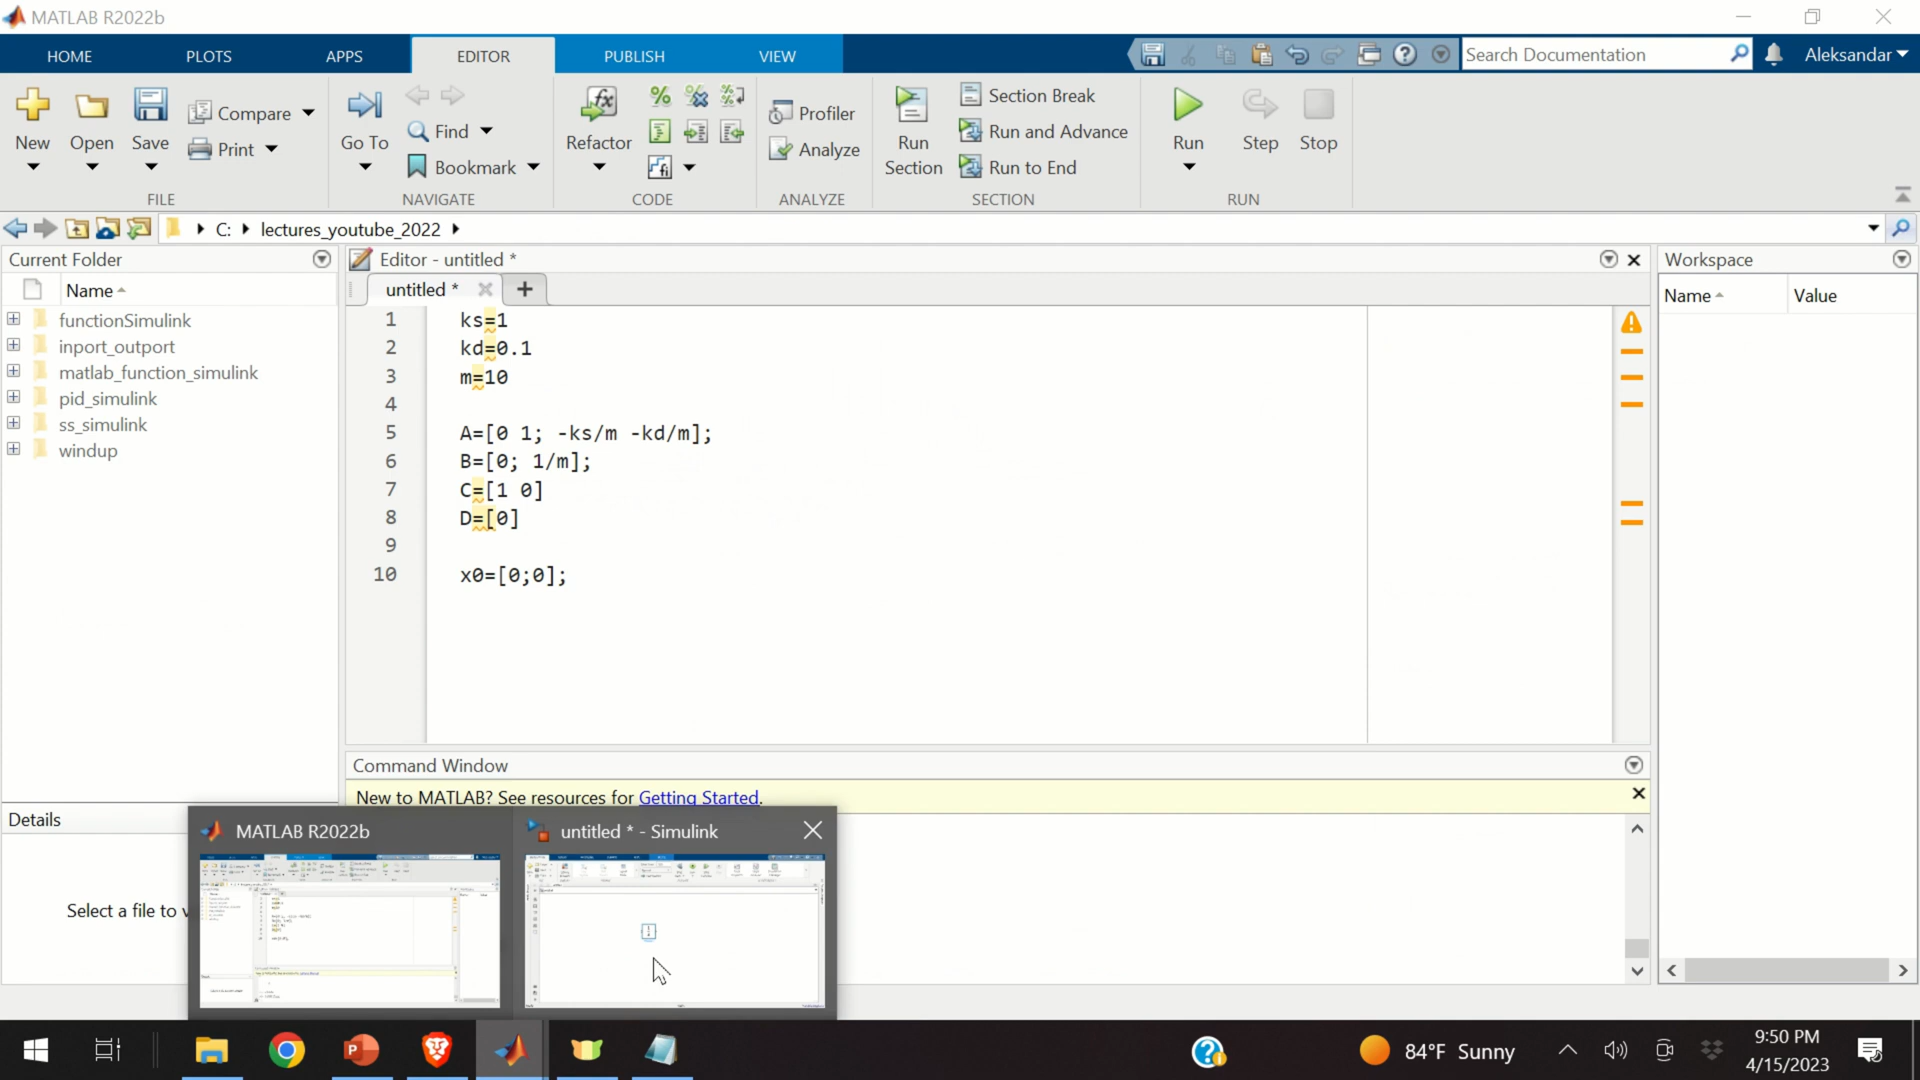 MATLAB R2022b
HOME PLOTS APPS EDITOR PUBLISH VIEW Search Documentation Aleksandar
New Open Save Compare Print Go To Find Bookmark Refactor Profiler Analyze Run Section Section Break Run and Advance Run to End Run Step Stop
FILE NAVIGATE CODE ANALYZE SECTION RUN
C: lectures_youtube_2022
Current Folder
Name
functionSimulink
inport_outport
matlab_function_simulink
pid_simulink
ss_simulink
windup
Details
Select a file to v
Editor - untitled *
untitled *
1 ks=1
2 kd=0.1
3 m=10
4
5 A=[0 1; -ks/m -kd/m];
6 B=[0; 1/m];
7 C=[1 0]
8 D=[0]
9
10 x0=[0;0];
Command Window
New to MATLAB? See resources for Getting Started.
Workspace
Name Value
MATLAB R2022b
untitled * - Simulink
84°F Sunny
9:50 PM
4/15/2023